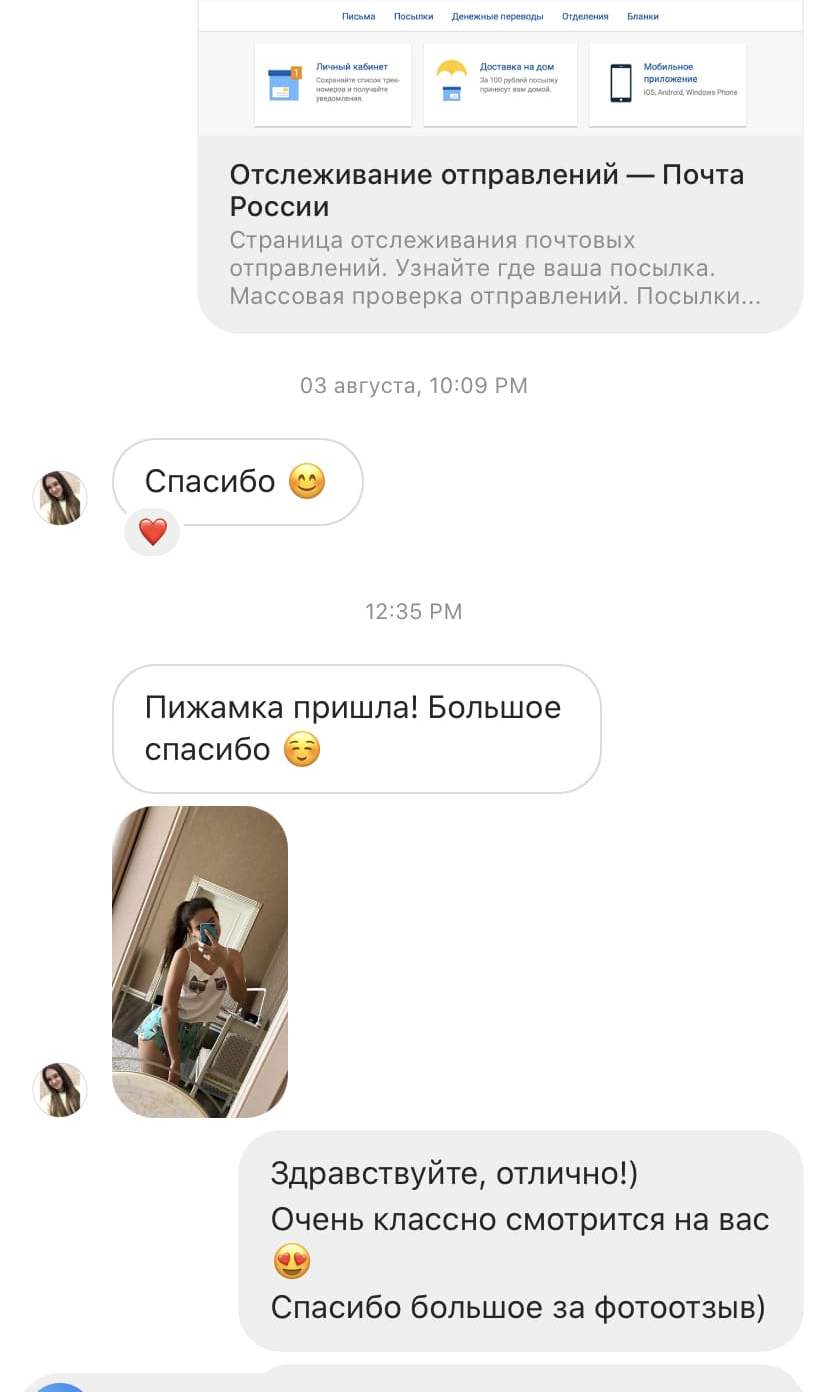 Письма Посылки Денежные переводы Отделения Бланки
Личный кабинет
Сохраняйте список трек-
номеров и получайте
уведомления.
1
Доставка на дом
За 100 рублей посылку
принесут вам домой.
Мобильное
приложение
iOS, Android, Windows Phone
Отслеживание отправлений — Почта
России
Страница отслеживания почтовых
отправлений. Узнайте где ваша посылка.
Массовая проверка отправлений. Посылки...
03 августа, 10:09 PM
Спасибо 😊
❤️
12:35 PM
Пижамка пришла! Большое
спасибо ☺️
Здравствуйте, отлично!)
Очень классно смотрится на вас
😍
Спасибо большое за фотоотзыв)